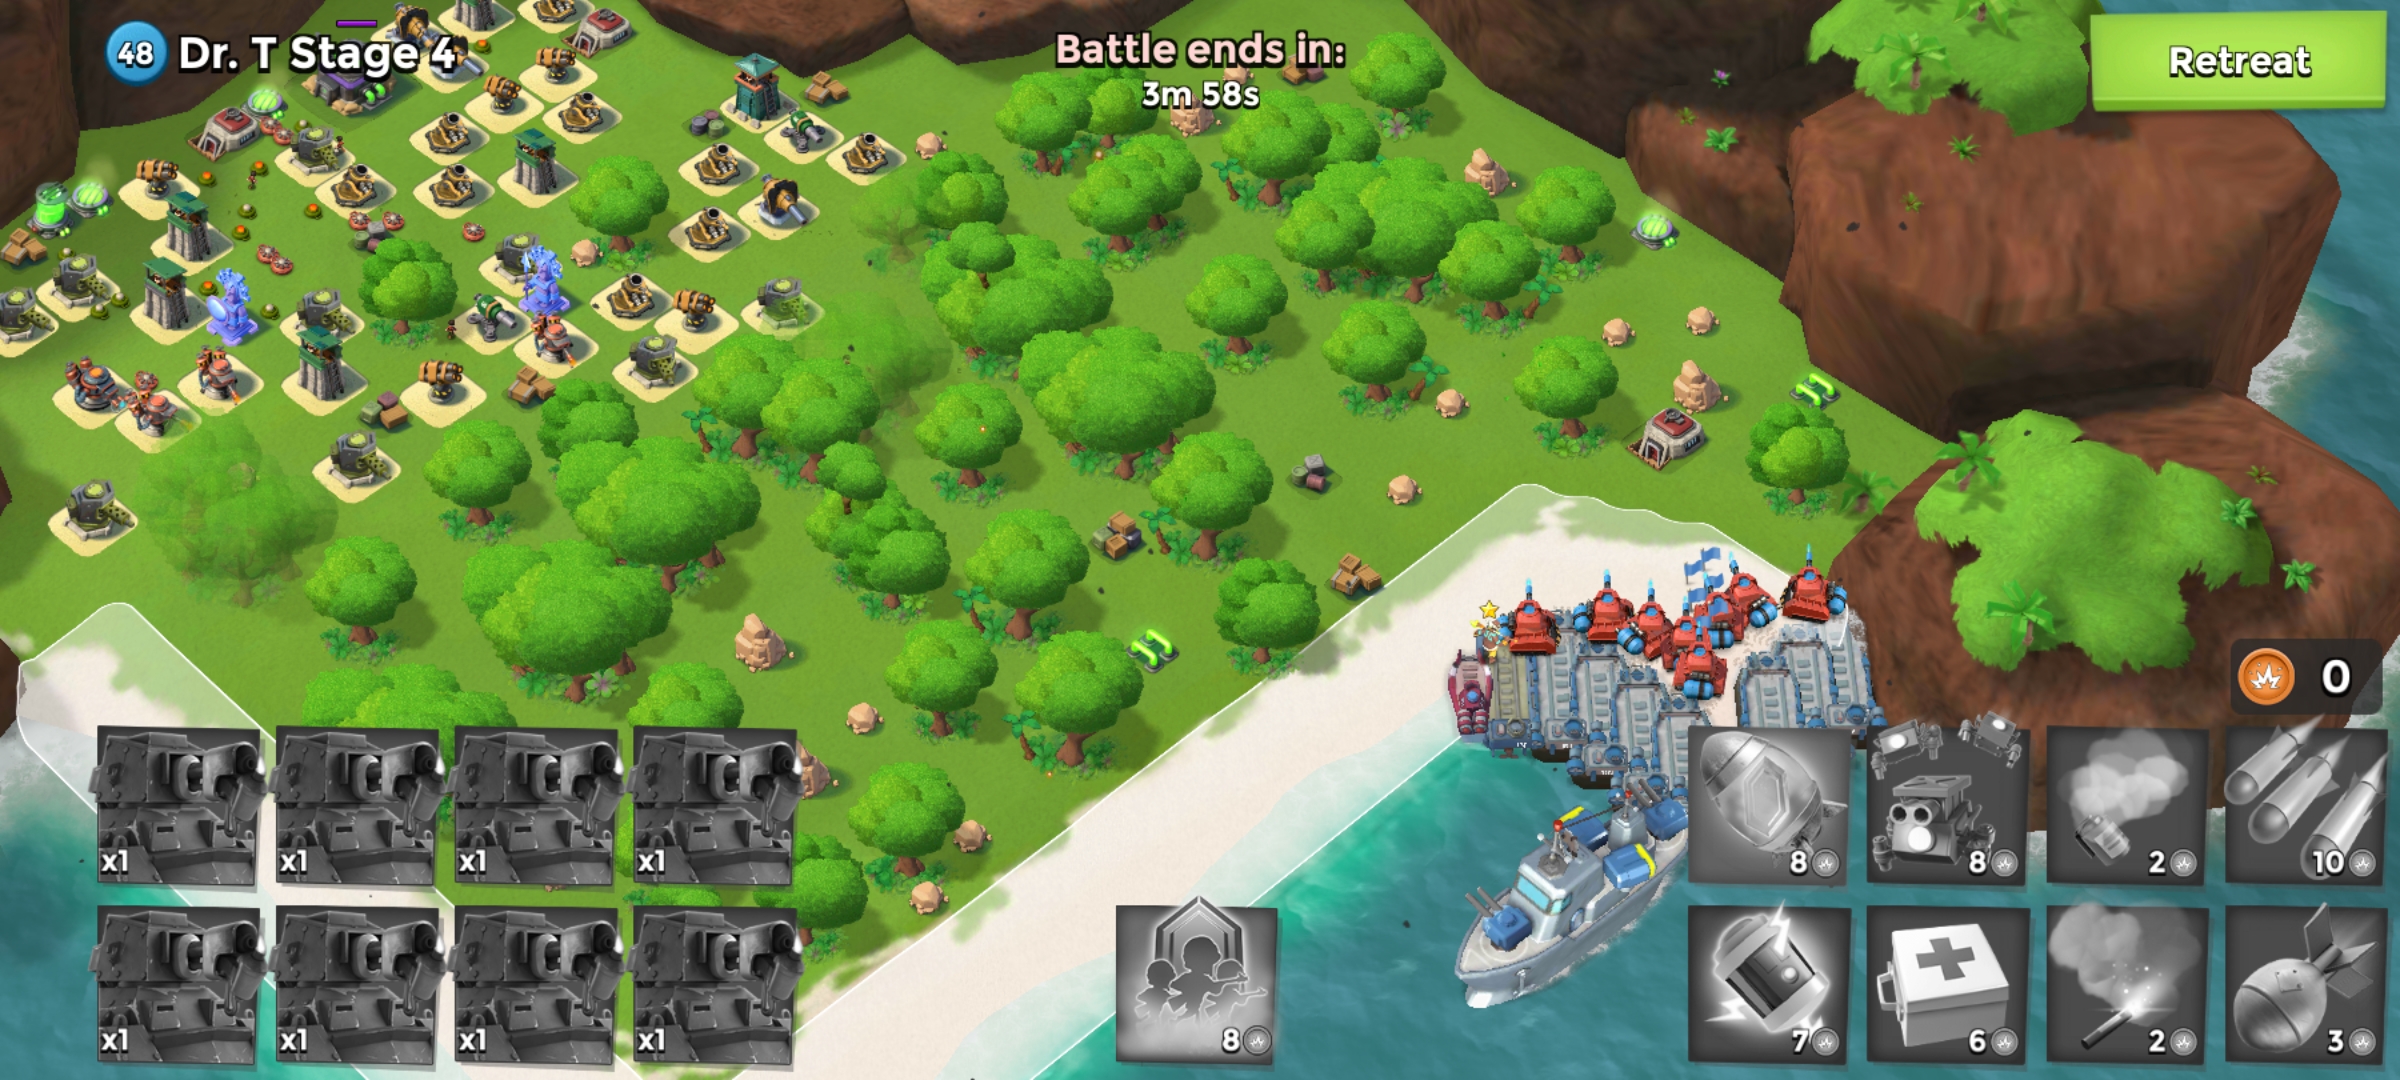 48 Dr. T Stage 4
Battle ends in:
3m 58s
Retreat
0
x1 x1 x1 x1
8 8 2 10
x1 x1 x1 x1
8
7 6 2 3